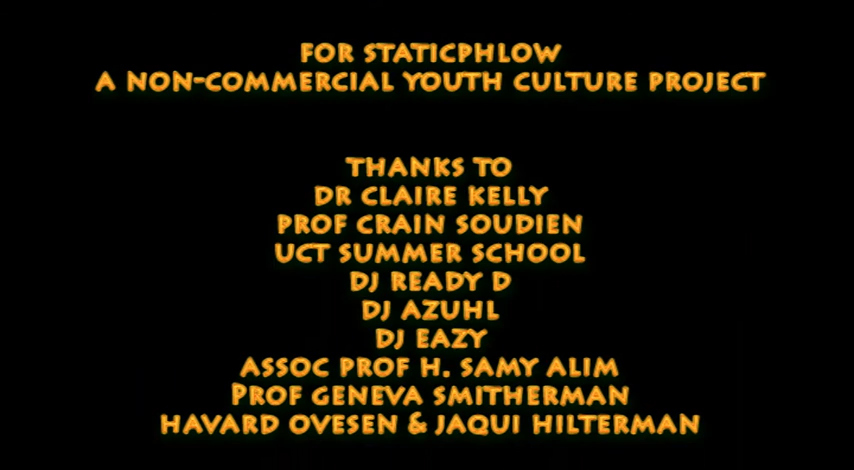 FOR STATICPHLOW
A NON-COMMERCIAL YOUTH CULTURE PROJECT
THANKS TO
DR CLAIRE KELLY
PROF CRAIN SOUDIEN
UCT SUMMER SCHOOL
DJ READY D
DJ AZUHL
DJ EAZY
ASSOC PROF H. SAMY ALIM
PROF GENEVA SMITHERMAN
HAVARD OVESEN & JAQUI HILTERMAN